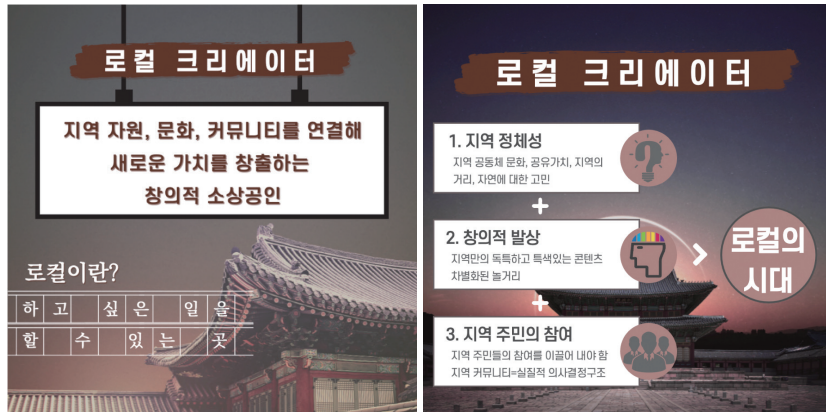 로컬 크리에이터
지역 자원, 문화, 커뮤니티를 연결해
새로운 가치를 창출하는
창의적 소상공인
로컬이란?
하고 싶은 일을
할 수 있는 곳
로컬 크리에이터
1. 지역 정체성
지역 공동체 문화, 공유가치, 지역의
거리, 자연에 대한 고민
+
2. 창의적 발상
지역만의 독특하고 특색있는 콘텐츠
차별화된 놀거리
+
3. 지역 주민의 참여
지역 주민들의 참여를 이끌어 내야 함
지역 커뮤니티=실질적 의사결정구조
로컬의
시대